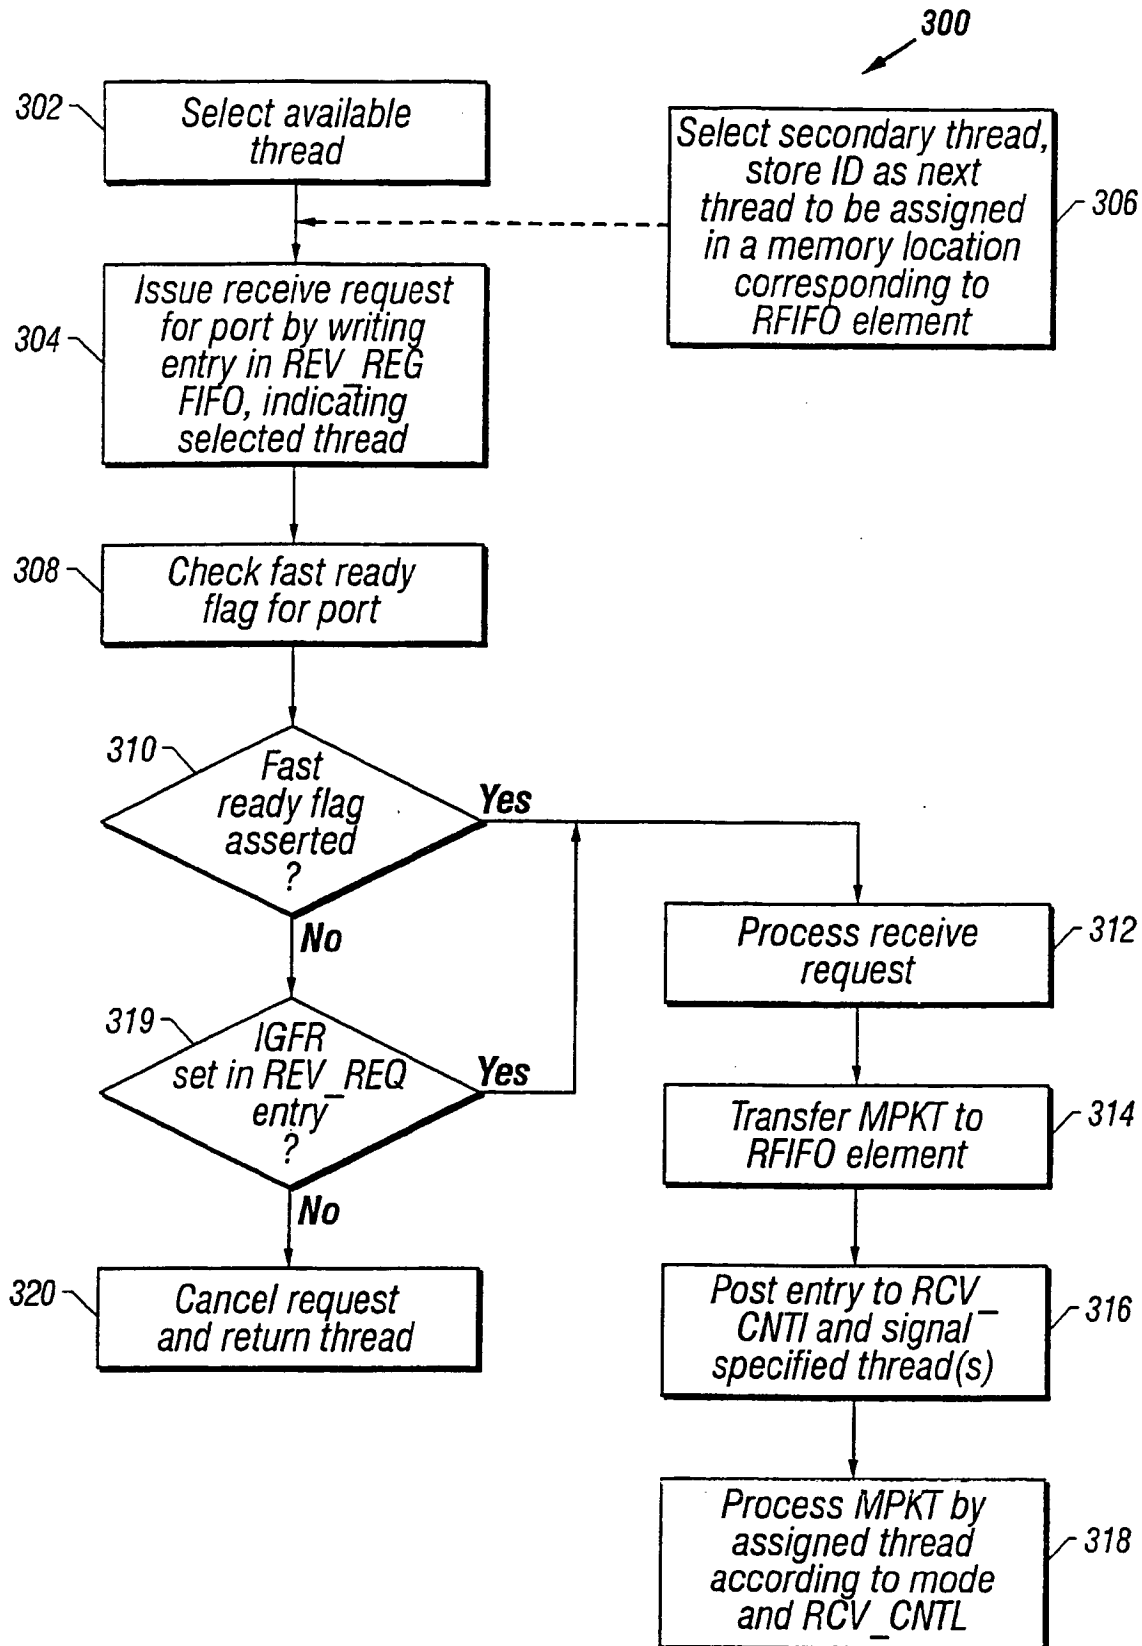 300
302
Select available
thread
Select secondary thread,
store ID as next
thread to be assigned
in a memory location
corresponding to
RFIFO element
306
304
Issue receive request
for port by writing
entry in REV_REG
FIFO, indicating
selected thread
308
Check fast ready
flag for port
310
Fast
ready flag
asserted
?
Yes
No
312
Process receive
request
319
IGFR
set in REV_REQ
entry
?
Yes
No
314
Transfer MPKT to
RFIFO element
320
Cancel request
and return thread
316
Post entry to RCV_
CNTl and signal
specified thread(s)
318
Process MPKT by
assigned thread
according to mode
and RCV_CNTL